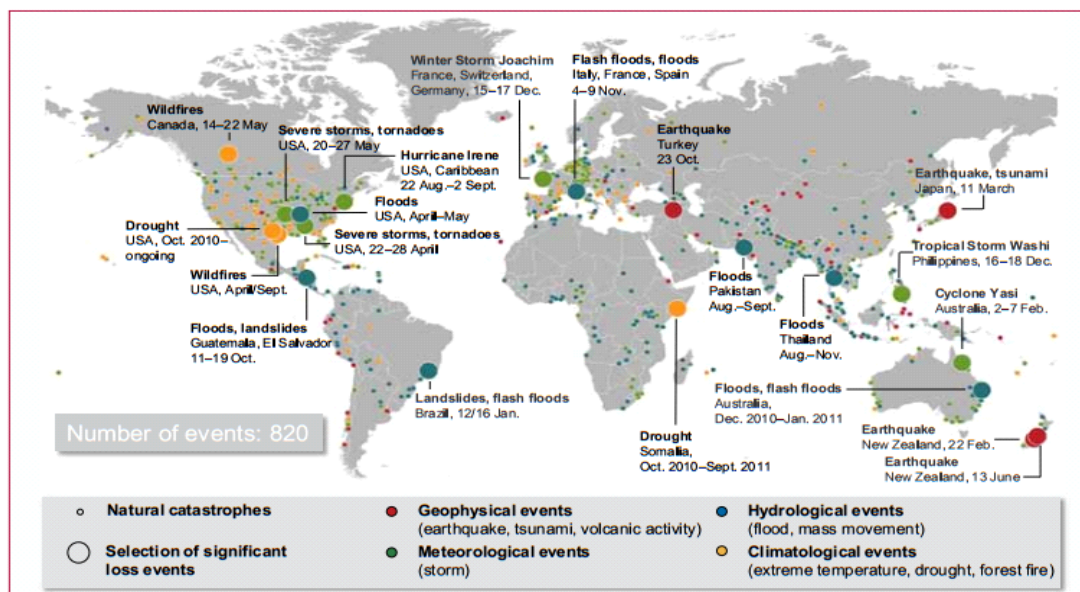 Winter Storm Joachim
France, Switzerland,
Germany, 15–17 Dec.
Flash floods, floods
Italy, France, Spain
4–9 Nov.
Wildfires
Canada, 14–22 May
Severe storms, tornadoes
USA, 20–27 May
Earthquake
Turkey
23 Oct.
Hurricane Irene
USA, Caribbean
22 Aug.–2 Sept.
Earthquake, tsunami
Japan, 11 March
Floods
USA, April–May
Drought
USA, Oct. 2010–
ongoing
Severe storms, tornadoes
USA, 22–28 April
Tropical Storm Washi
Philippines, 16–18 Dec.
Wildfires
USA, April/Sept.
Floods
Pakistan
Aug.–Sept.
Cyclone Yasi
Australia, 2–7 Feb.
Floods, landslides
Guatemala, El Salvador
11–19 Oct.
Floods
Thailand
Aug.–Nov.
Landslides, flash floods
Brazil, 12/16 Jan.
Floods, flash floods
Australia,
Dec. 2010–Jan. 2011
Number of events: 820
Drought
Somalia,
Oct. 2010–Sept. 2011
Earthquake
New Zealand, 22 Feb.
Earthquake
New Zealand, 13 June
Natural catastrophes
Selection of significant
loss events
Geophysical events
(earthquake, tsunami, volcanic activity)
Meteorological events
(storm)
Hydrological events
(flood, mass movement)
Climatological events
(extreme temperature, drought, forest fire)